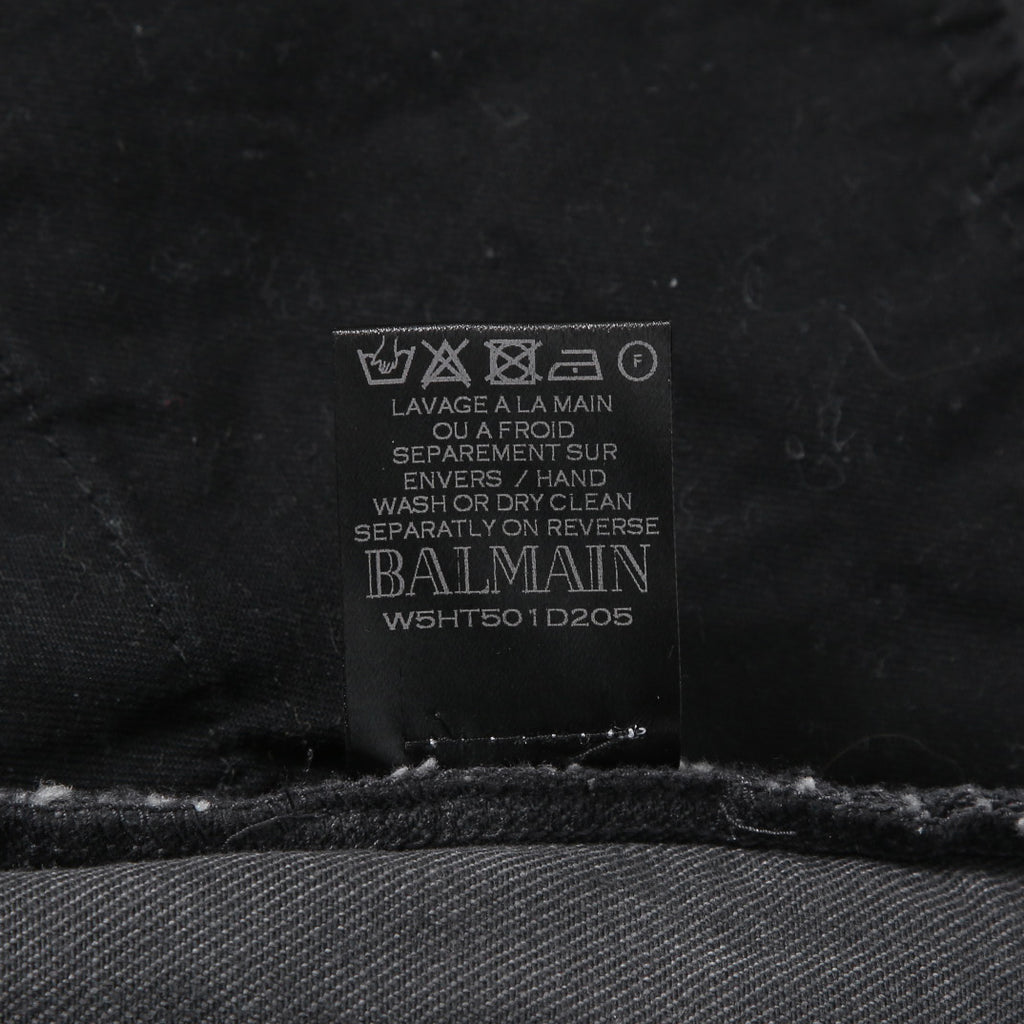 F
LAVAGE A LA MAIN
OU A FROID
SEPAREMENT SUR
ENVERS / HAND
WASH OR DRY CLEAN
SEPARATLY ON REVERSE
BALMAIN
W5HT501D205